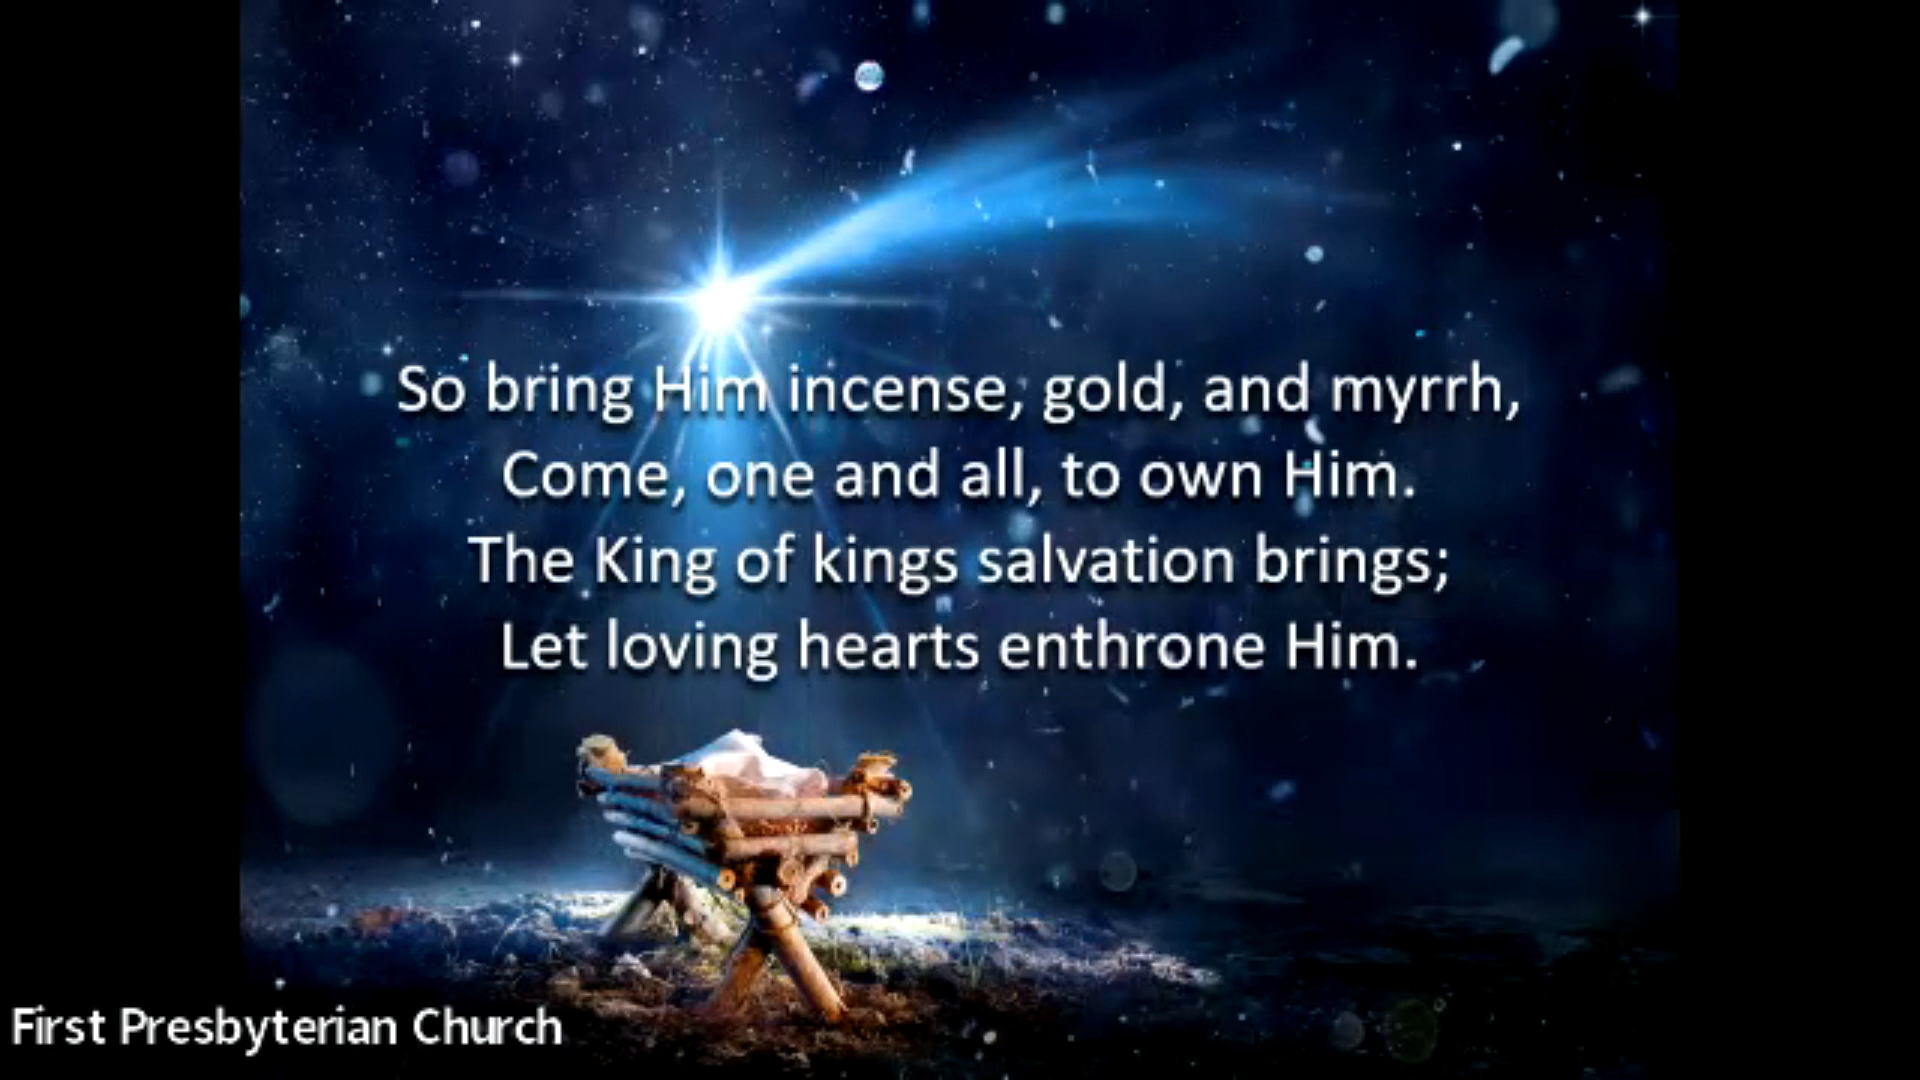 So bring Him incense, gold, and myrrh,
Come, one and all, to own Him.
The King of kings salvation brings;
Let loving hearts enthrone Him.
First Presbyterian Church